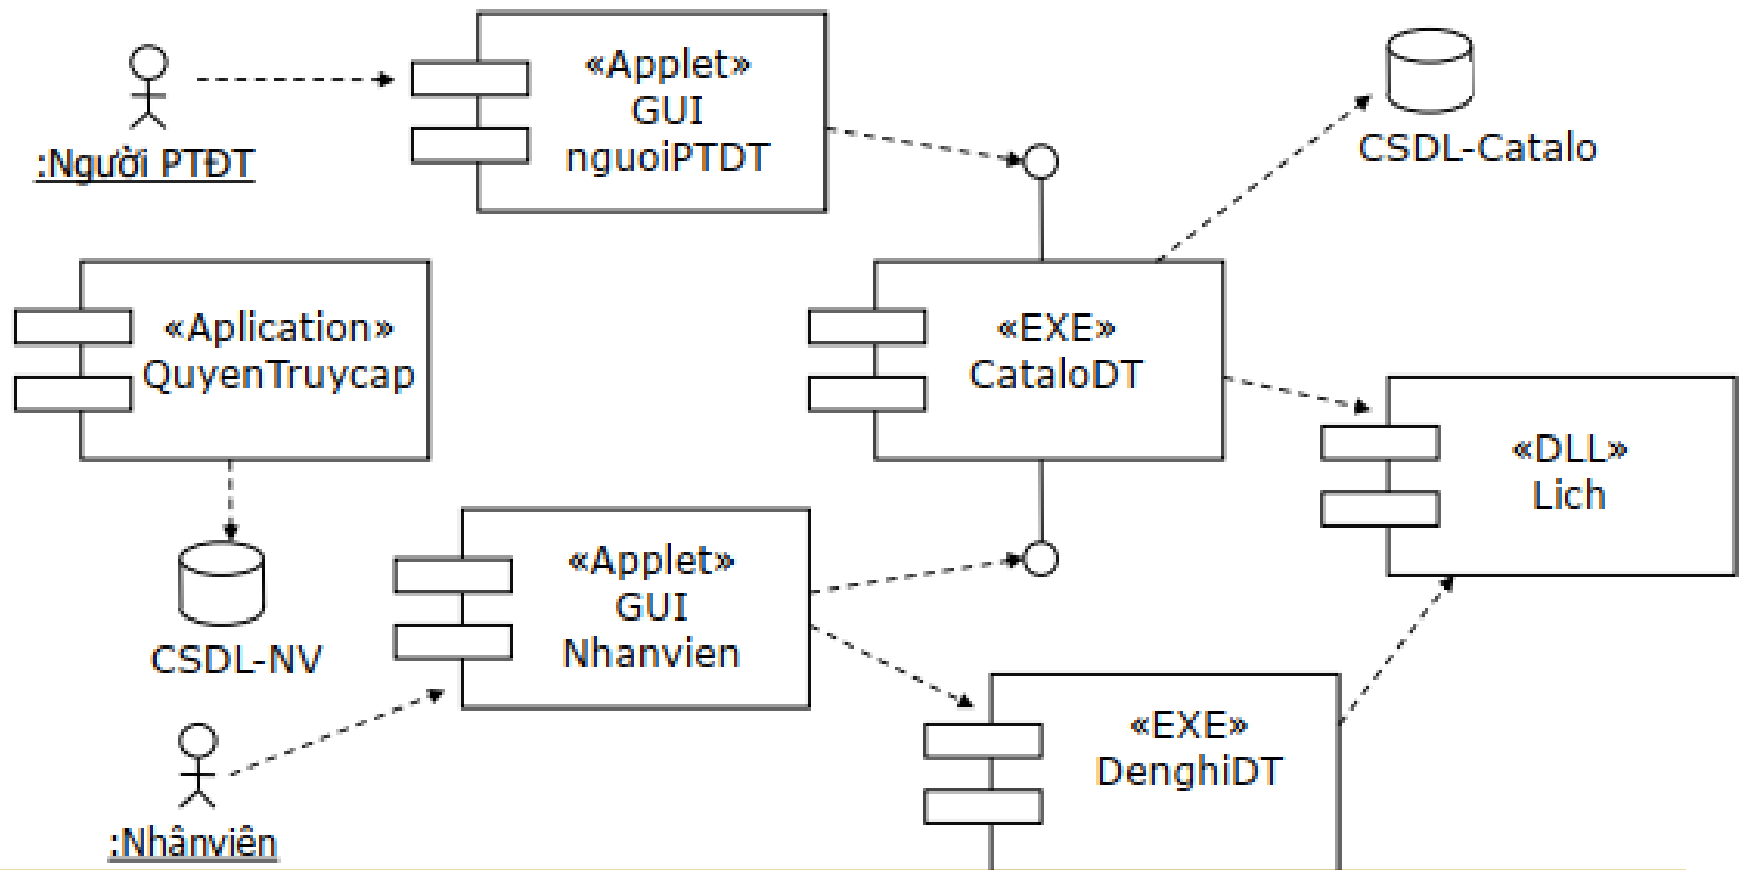 «Applet»
GUI
nguoiPTDT
:Người PTĐT
CSDL-Catalo
«Aplication»
QuyenTruycap
«EXE»
CataloDT
«DLL»
Lich
«Applet»
GUI
Nhanvien
CSDL-NV
«EXE»
DenghiDT
:Nhânviên